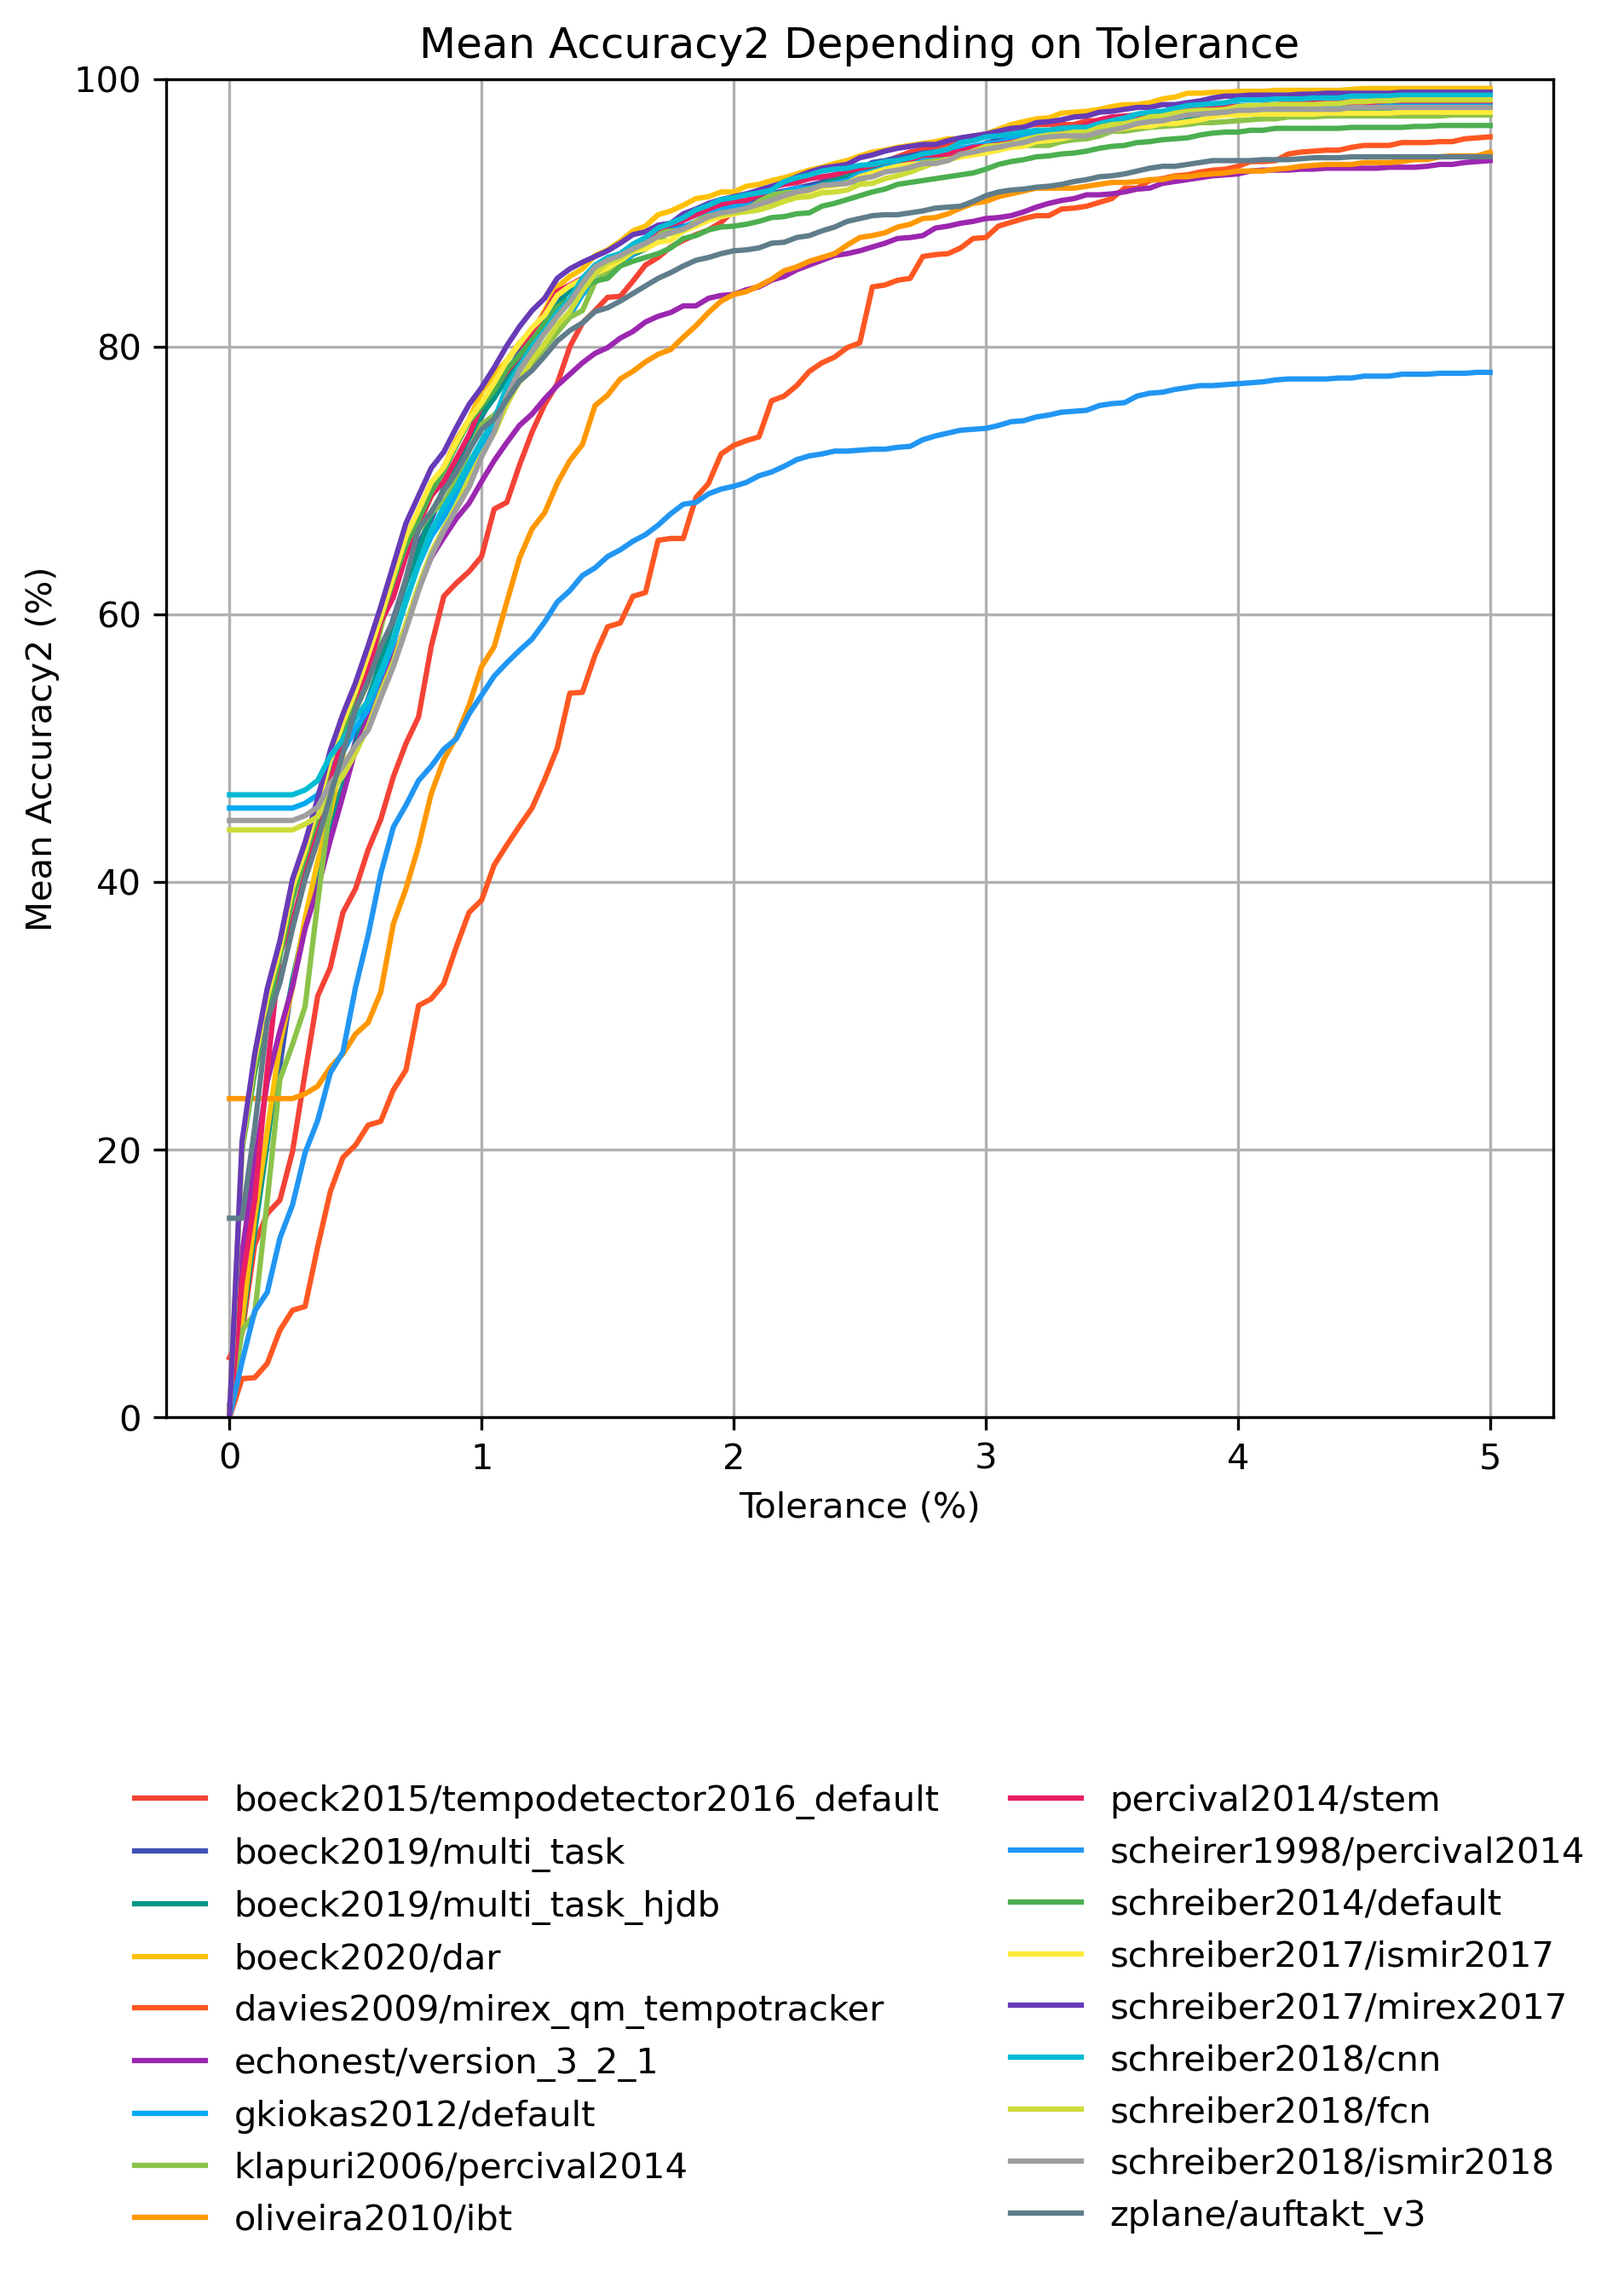 Mean Accuracy2 Depending on Tolerance
Mean Accuracy2 (%)
100
80
60
40
20
0
0 1 2 3 4 5
Tolerance (%)
boeck2015/tempodetector2016_default
boeck2019/multi_task
boeck2019/multi_task_hjdb
boeck2020/dar
davies2009/mirex_qm_tempotracker
echonest/version_3_2_1
gkiokas2012/default
klapuri2006/percival2014
oliveira2010/ibt
percival2014/stem
scheirer1998/percival2014
schreiber2014/default
schreiber2017/ismir2017
schreiber2017/mirex2017
schreiber2018/cnn
schreiber2018/fcn
schreiber2018/ismir2018
zplane/auftakt_v3